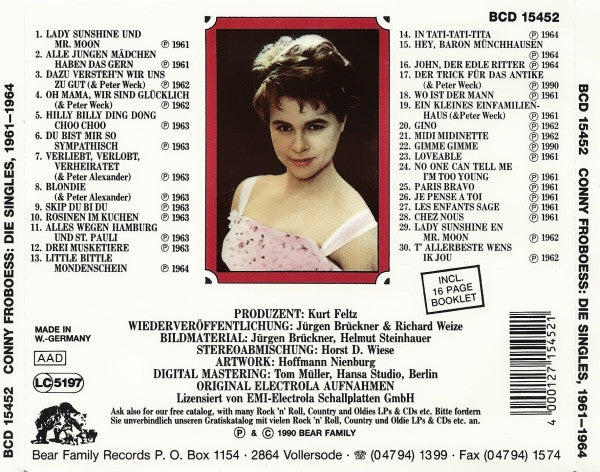 BCD 15452
1. LADY SUNSHINE UND
MR. MOON ℗ 1961
2. ALLE JUNGEN MÄDCHEN
HABEN DAS GERN ℗ 1961
3. DAZU VERSTEH'N WIR UNS
ZU GUT (& Peter Weck) ℗ 1962
4. OH MAMA, WIR SIND GLÜCKLICH
(& Peter Weck) ℗ 1962
5. HILLY BILLY DING DONG
CHOO CHOO ℗ 1963
6. DU BIST MIR SO
SYMPATHISCH ℗ 1963
7. VERLIEBT, VERLOBT,
VERHEIRATET
(& Peter Alexander) ℗ 1963
8. BLONDIE
(& Peter Alexander) ℗ 1963
9. SKIP DU BI DU ℗ 1963
10. ROSINEN IM KUCHEN ℗ 1963
11. ALLES WEGEN HAMBURG
UND ST. PAULI ℗ 1963
12. DREI MUSKETIERE ℗ 1963
13. LITTLE BITTLE
MONDENSCHEIN ℗ 1964
14. IN TATI-TATI-TITA ℗ 1964
15. HEY, BARON MÜNCHHAUSEN
℗ 1964
16. JOHN, DER EDLE RITTER ℗ 1964
17. DER TRICK FÜR DAS ANTIKE
(& Peter Weck) ℗ 1990
18. WO IST DER MANN ℗ 1961
19. EIN KLEINES EINFAMILIEN-
HAUS (& Peter Weck) ℗ 1961
20. GINO ℗ 1962
21. MIDI MIDINETTE ℗ 1962
22. GIMME GIMME ℗ 1990
23. LOVEABLE ℗ 1961
24. NO ONE CAN TELL ME
I'M TOO YOUNG ℗ 1961
25. PARIS BRAVO ℗ 1961
26. JE PENSE A TOI ℗ 1961
27. LES ENFANTS SAGE ℗ 1961
28. CHEZ NOUS ℗ 1961
29. LADY SUNSHINE EN
MR. MOON ℗ 1962
30. T' ALLERBESTE WENS
IK JOU ℗ 1962
INCL.
16 PAGE
BOOKLET
PRODUZENT: Kurt Feltz
WIEDERVERÖFFENTLICHUNG: Jürgen Brückner & Richard Weize
BILDMATERIAL: Jürgen Brückner, Helmut Steinhauer
STEREOABMISCHUNG: Horst D. Wiese
ARTWORK: Hoffmann Nienburg
DIGITAL MASTERING: Tom Müller, Hansa Studio, Berlin
ORIGINAL ELECTROLA AUFNAHMEN
Lizensiert von EMI-Electrola Schallplatten GmbH
Ask also for our free catalog, with many Rock 'n' Roll, Country and Oldies LPs & CDs etc. Bitte fordern
Sie unverbindlich unseren Gratiskatalog mit vielen Rock 'n' Roll, Country und Oldies LPs & CDs etc. an.
℗ & © 1990 BEAR FAMILY
Bear Family Records P. O. Box 1154 · 2864 Vollersode · ☎ (0 47 94) 1399 · Fax (0 47 94) 1574
MADE IN
W.-GERMANY
AAD
LC 5197
4 000127 154521
BCD 15452 CONNY FROBOESS: DIE SINGLES, 1961–1964
BCD 15452 CONNY FROBOESS: DIE SINGLES, 1961–1964